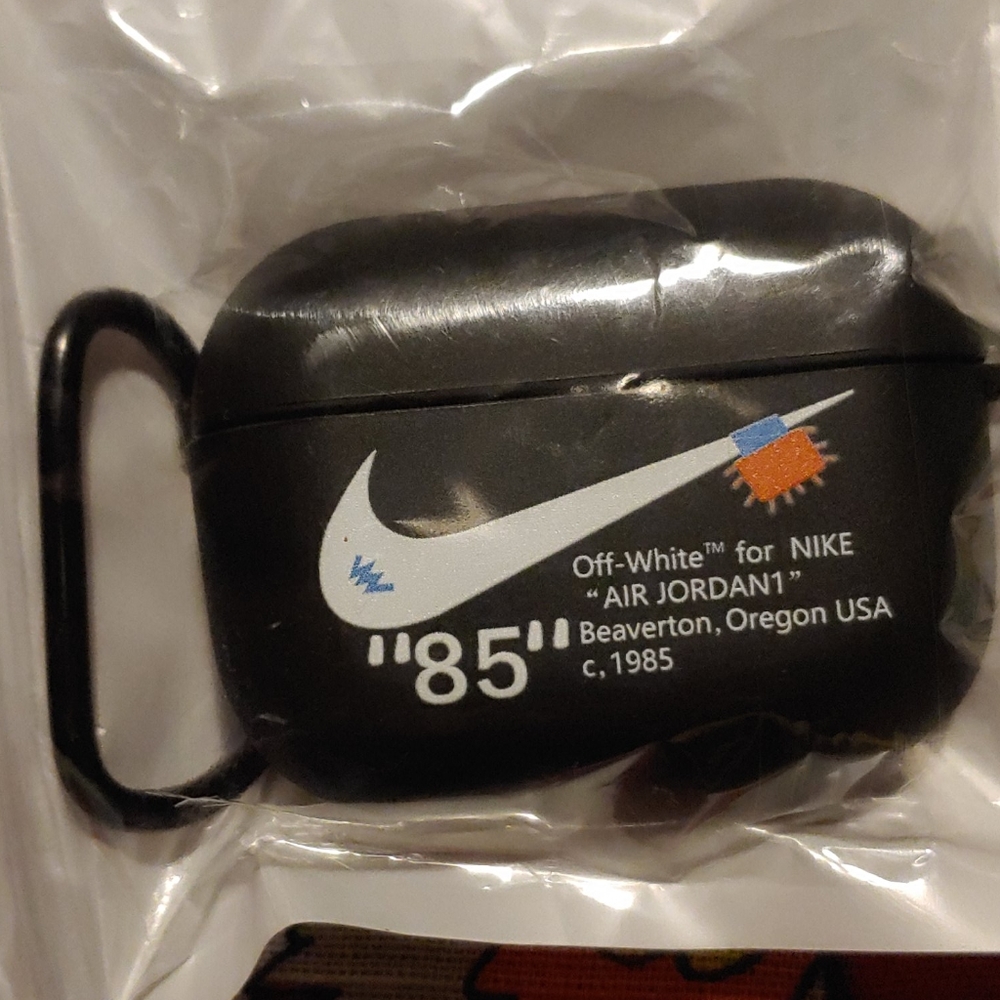 Off-White™ for NIKE
“AIR JORDAN1”
Beaverton, Oregon USA
c, 1985
"85"